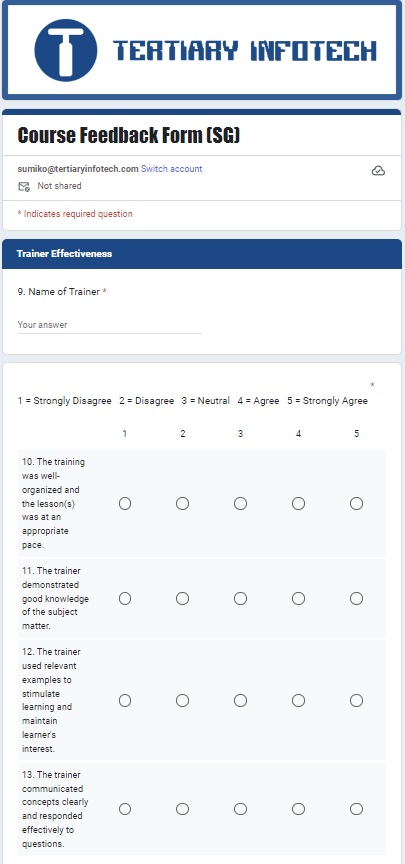 T TERTIARY INFOTECH
Course Feedback Form (SG)
sumiko@tertiaryinfotech.com Switch account
Not shared
* Indicates required question
Trainer Effectiveness
9. Name of Trainer *
Your answer
*
1 = Strongly Disagree 2 = Disagree 3 = Neutral 4 = Agree 5 = Strongly Agree
1 2 3 4 5
10. The training
was well-
organized and
the lesson(s)
was at an
appropriate
pace.
11. The trainer
demonstrated
good knowledge
of the subject
matter.
12. The trainer
used relevant
examples to
stimulate
learning and
maintain
learner's
interest.
13. The trainer
communicated
concepts clearly
and responded
effectively to
questions.